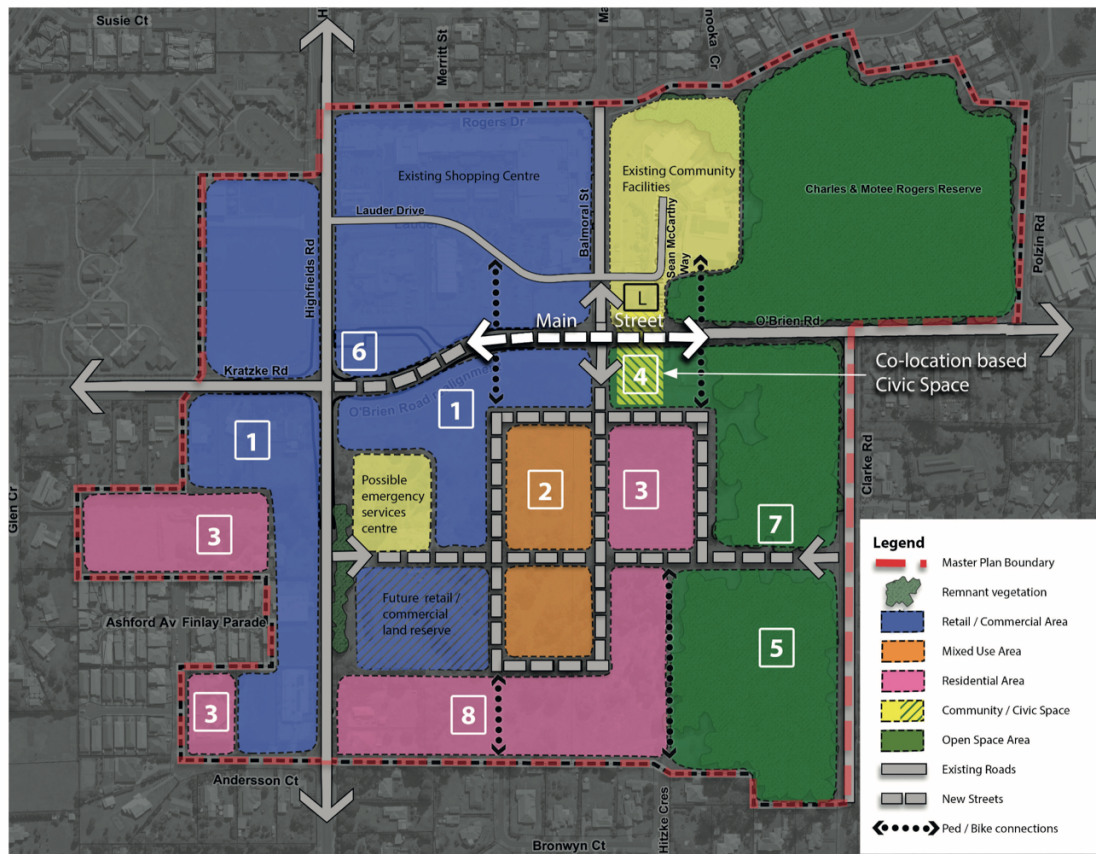 Susie Ct
H
Merritt St
Ma
nooka Cr
Rogers Dr
Existing Shopping Centre
Existing Community
Facilities
Charles & Motee Rogers Reserve
Lauder Drive
Balmoral St
Sean McCarthy
Way
Highfields Rd
Polzin Rd
L
Main Street
O'Brien Rd
6
Kratzke Rd
4
Co-location based
Civic Space
1
1
Clarke Rd
Possible
emergency
services
centre
2
3
Glen Cr
3
7
Ashford Av Finlay Parade
Future retail /
commercial
land reserve
5
3
8
Andersson Ct
Hitzke Cres
Bronwyn Ct
Legend
Master Plan Boundary
Remnant vegetation
Retail / Commercial Area
Mixed Use Area
Residential Area
Community / Civic Space
Open Space Area
Existing Roads
New Streets
Ped / Bike connections